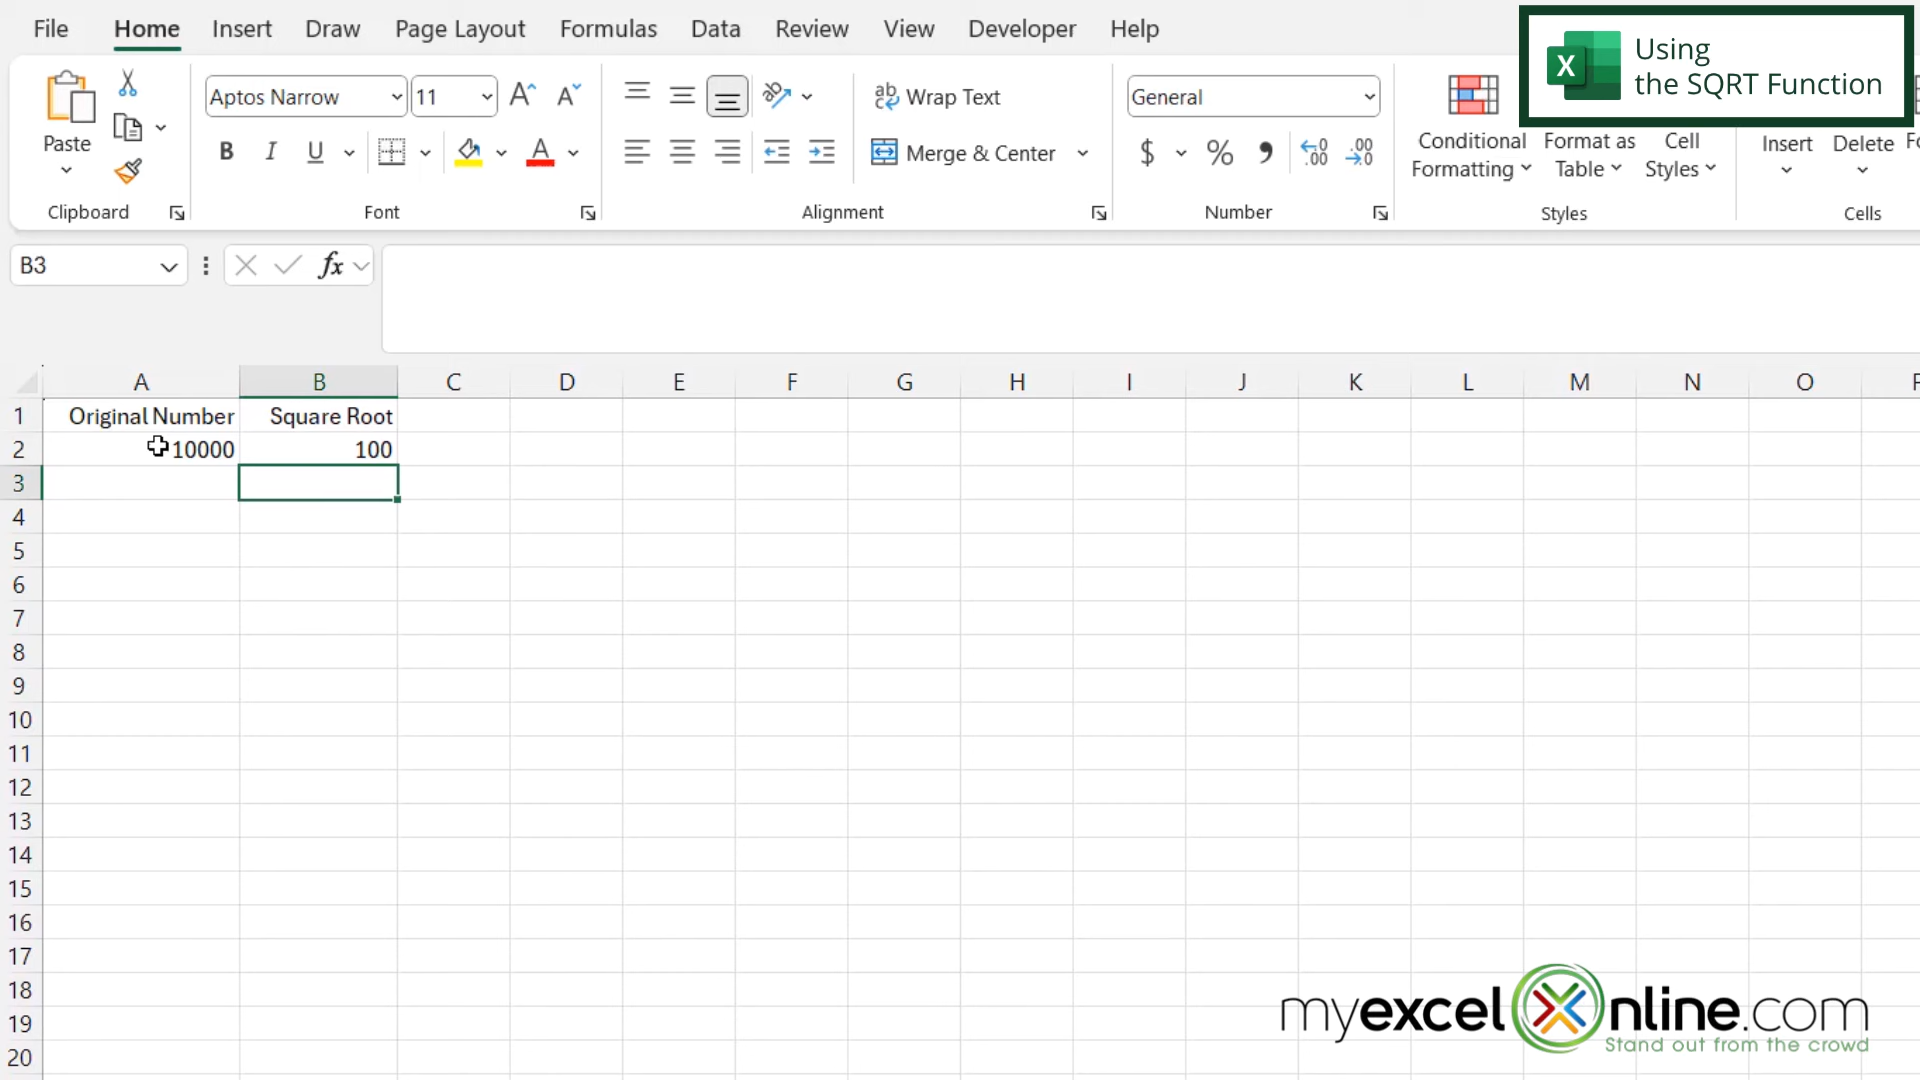 File Home Insert Draw Page Layout Formulas Data Review View Developer Help
Using
the SQRT Function
Paste
Aptos Narrow 11
B I U A
ab Wrap Text
Merge & Center
General
$ % , .00 .00
Conditional
Formatting
Format as
Table
Cell
Styles
Insert Delete
Clipboard Font Alignment Number Styles Cells
B3 fx
A B C D E F G H I J K L M N O
1 Original Number Square Root
2 10000 100
3
4
5
6
7
8
9
10
11
12
13
14
15
16
17
18
19
20
myexcelonline.com
Stand out from the crowd